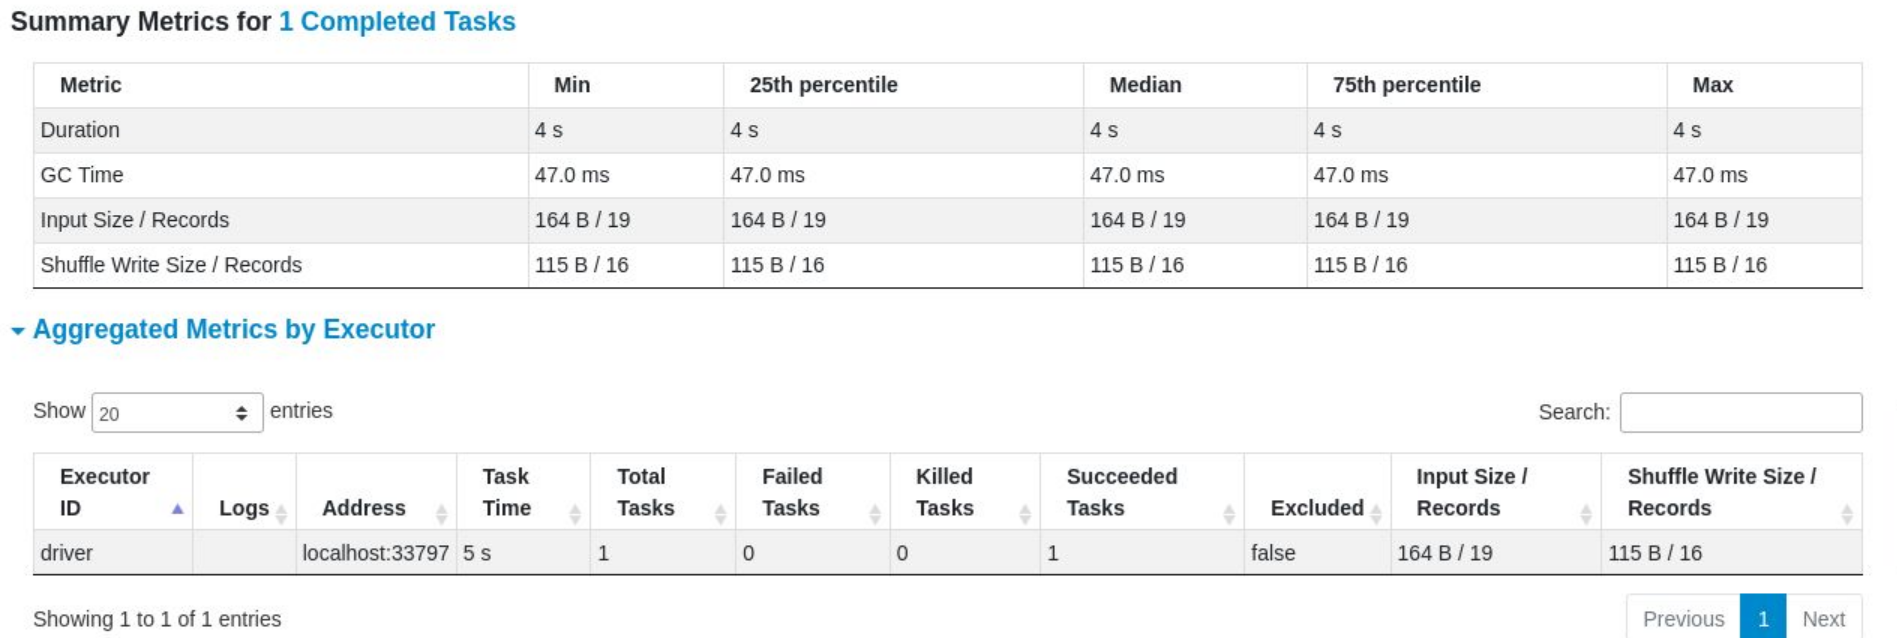 Summary Metrics for 1 Completed Tasks
Metric Min 25th percentile Median 75th percentile Max
Duration 4 s 4 s 4 s 4 s 4 s
GC Time 47.0 ms 47.0 ms 47.0 ms 47.0 ms 47.0 ms
Input Size / Records 164 B / 19 164 B / 19 164 B / 19 164 B / 19 164 B / 19
Shuffle Write Size / Records 115 B / 16 115 B / 16 115 B / 16 115 B / 16 115 B / 16
Aggregated Metrics by Executor
Show 20 entries Search:
Executor ID Logs Address Task Time Total Tasks Failed Tasks Killed Tasks Succeeded Tasks Excluded Input Size / Records Shuffle Write Size / Records
driver localhost:33797 5 s 1 0 0 1 false 164 B / 19 115 B / 16
Showing 1 to 1 of 1 entries Previous 1 Next